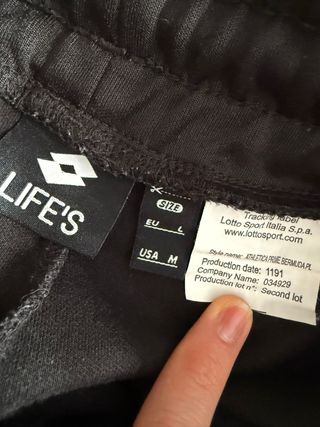 LIFE'S
SIZE
EU L
USA M
Tracking label
Lotto Sport Italia S.p.a.
www.lottosport.com
Style name: ATHLETICA PRIME BERMUDA PL
Production date: 1191
Company Name: 034929
Production lot n°: Second lot